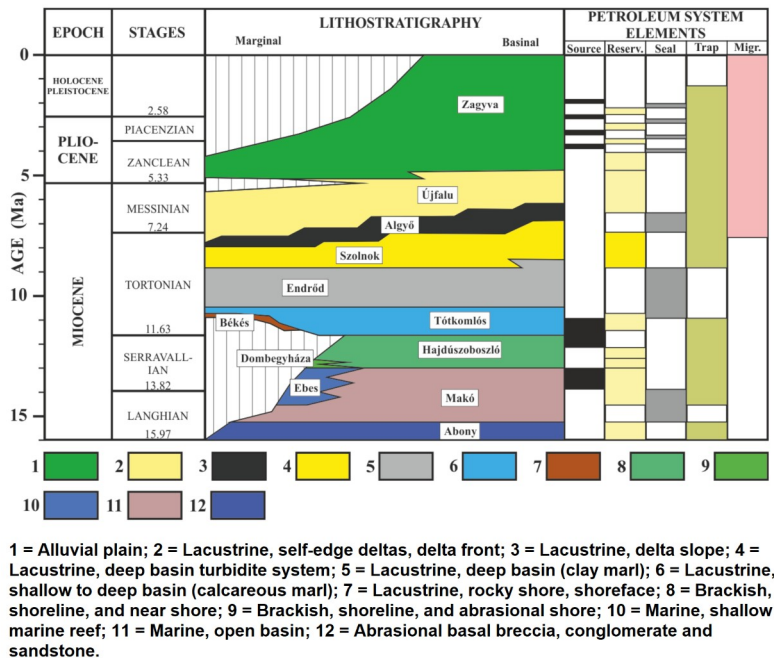 EPOCH
STAGES
LITHOSTRATIGRAPHY
Marginal
Basinal
PETROLEUM SYSTEM
ELEMENTS
Source
Reserv.
Seal
Trap
Migr.
AGE (Ma)
0
5
10
15
HOLOCENE
PLEISTOCENE
PLIO-
CENE
MIOCENE
2.58
PIACENZIAN
ZANCLEAN
5.33
MESSINIAN
7.24
TORTONIAN
11.63
SERRAVALL-
IAN
13.82
LANGHIAN
15.97
Zagyva
Újfalu
Algyő
Szolnok
Endrőd
Békés
Tótkomlós
Dombegyháza
Hajdúszoboszló
Ebes
Makó
Abony
1
2
3
4
5
6
7
8
9
10
11
12
1 = Alluvial plain; 2 = Lacustrine, self-edge deltas, delta front; 3 = Lacustrine, delta slope; 4 =
Lacustrine, deep basin turbidite system; 5 = Lacustrine, deep basin (clay marl); 6 = Lacustrine,
shallow to deep basin (calcareous marl); 7 = Lacustrine, rocky shore, shoreface; 8 = Brackish,
shoreline, and near shore; 9 = Brackish, shoreline, and abrasional shore; 10 = Marine, shallow
marine reef; 11 = Marine, open basin; 12 = Abrasional basal breccia, conglomerate and
sandstone.